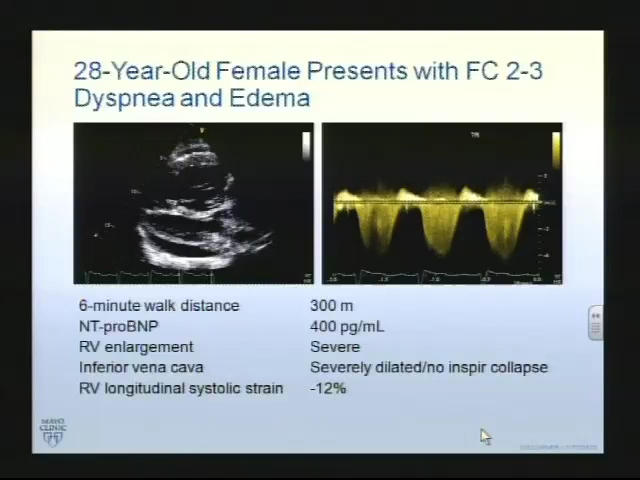 28-Year-Old Female Presents with FC 2-3
Dyspnea and Edema
TR
6-minute walk distance 300 m
NT-proBNP 400 pg/mL
RV enlargement Severe
Inferior vena cava Severely dilated/no inspir collapse
RV longitudinal systolic strain -12%
MAYO
CLINIC